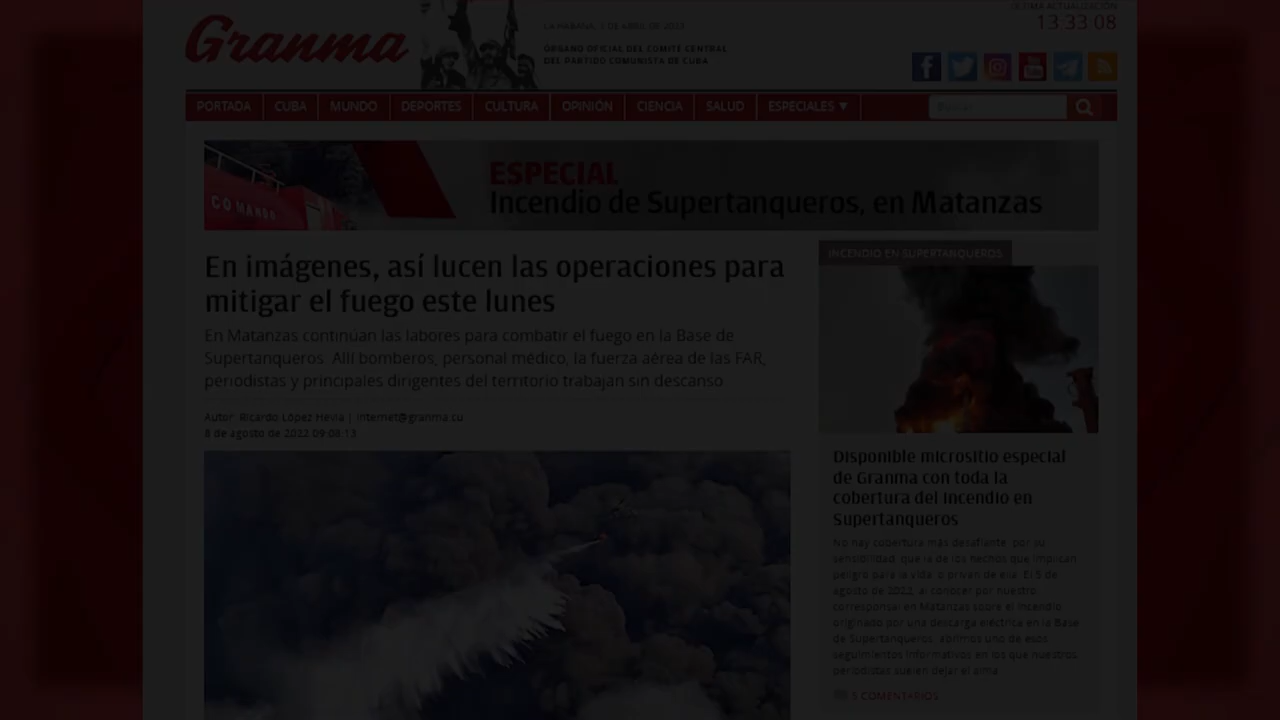 Granma
LA HABANA,
ÓRGANO OFICIAL DEL COMITÉ CENTRAL
DEL PARTIDO COMUNISTA DE CUBA
ÚLTIMA ACTUALIZACIÓN
13:33:08
PORTADA CUBA MUNDO DEPORTES CULTURA OPINIÓN CIENCIA SALUD ESPECIALES ▼
Buscar
COMANDO
ESPECIAL
Incendio de Supertanqueros, en Matanzas
En imágenes, así lucen las operaciones para
mitigar el fuego este lunes
En Matanzas continúan las labores para combatir el fuego en la Base de
Supertanqueros. Allí bomberos, personal médico, la fuerza aérea de las FAR,
periodistas y principales dirigentes del territorio trabajan sin descanso
Autor: Ricardo López Hevia | internet@granma.cu
8 de agosto de 2022 09:08:13
INCENDIO EN SUPERTANQUEROS
Disponible micrositio especial
de Granma con toda la
cobertura del Incendio en
Supertanqueros
No hay cobertura más desafiante, por su
sensibilidad, que la de los hechos que implican
peligro para la vida, o privan de ella. El 5 de
agosto de 2022, al conocer por nuestro
corresponsal en Matanzas sobre el incendio
originado por una descarga eléctrica en la Base
de Supertanqueros, abrimos uno de esos
seguimientos informativos en los que nuestros
periodistas suelen dejar el alma
5 COMENTARIOS